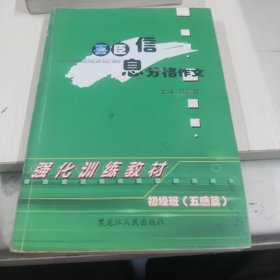 信
息
分格作文
强化训练教材
初级班（五感篇）
黑龙江人民出版社